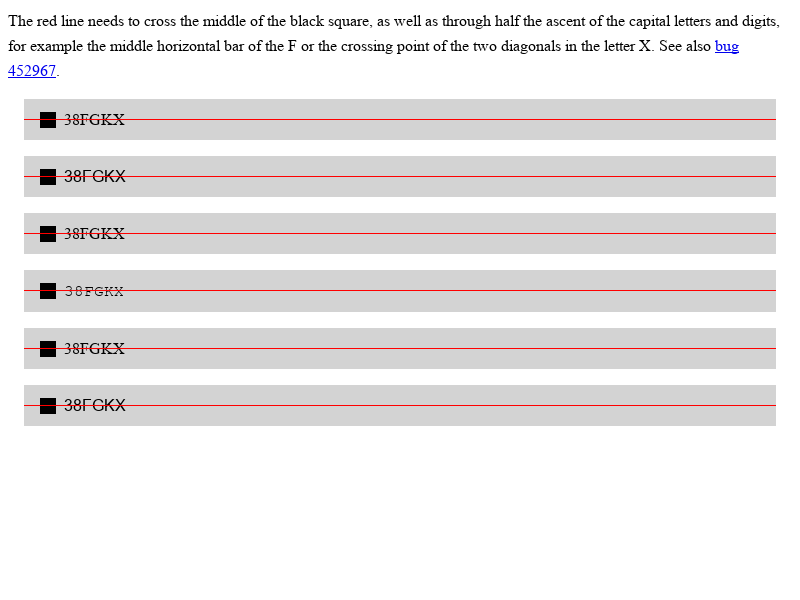 The red line needs to cross the middle of the black square, as well as through half the ascent of the capital letters and digits,
for example the middle horizontal bar of the F or the crossing point of the two diagonals in the letter X. See also bug
452967.
38FGKX
38FGKX
38FGKX
38FGKX
38FGKX
38FGKX